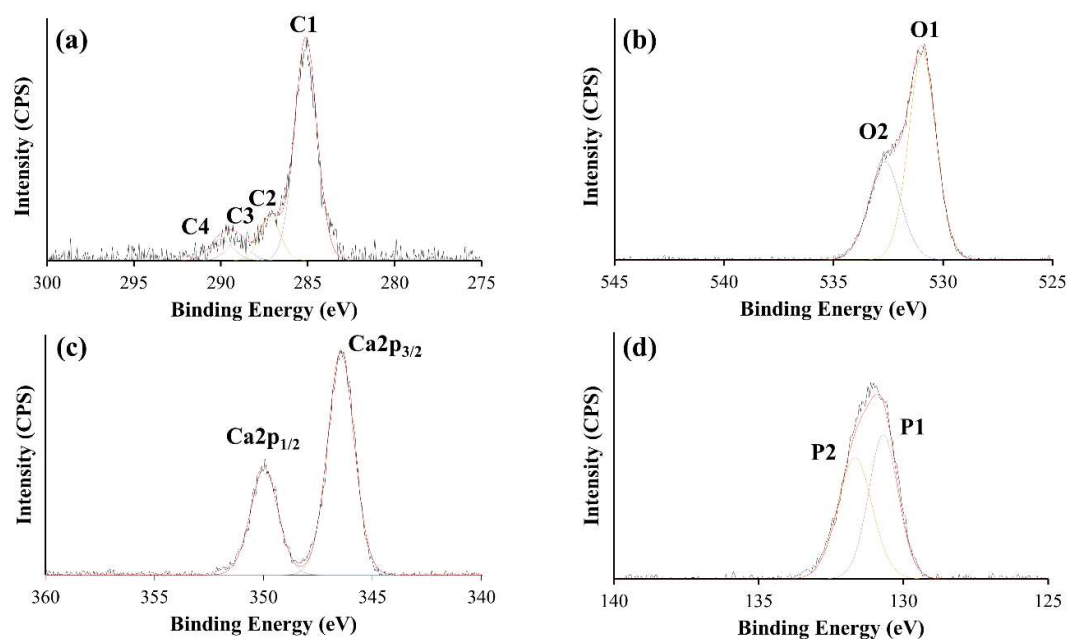 (a)
C1
C2
C3
C4
Intensity (CPS)
300 295 290 285 280 275
Binding Energy (eV)
(b)
O1
O2
Intensity (CPS)
545 540 535 530 525
Binding Energy (eV)
(c)
Ca2p3/2
Ca2p1/2
Intensity (CPS)
360 355 350 345 340
Binding Energy (eV)
(d)
P1
P2
Intensity (CPS)
140 135 130 125
Binding Energy (eV)